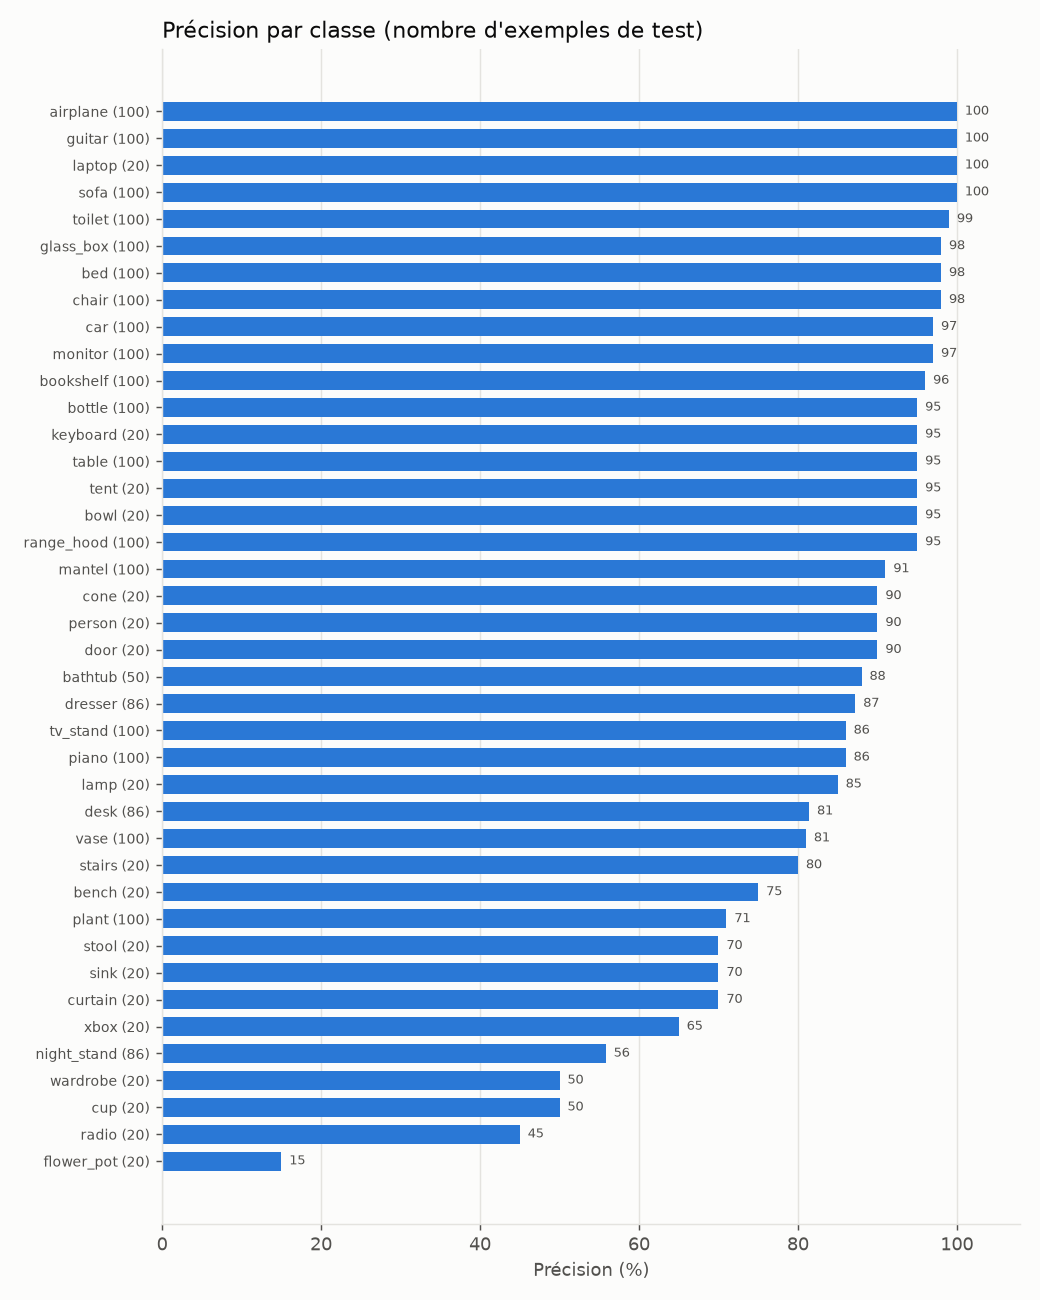 Précision par classe (nombre d'exemples de test)
airplane (100) 100
guitar (100) 100
laptop (20) 100
sofa (100) 100
toilet (100) 99
glass_box (100) 98
bed (100) 98
chair (100) 98
car (100) 97
monitor (100) 97
bookshelf (100) 96
bottle (100) 95
keyboard (20) 95
table (100) 95
tent (20) 95
bowl (20) 95
range_hood (100) 95
mantel (100) 91
cone (20) 90
person (20) 90
door (20) 90
bathtub (50) 88
dresser (86) 87
tv_stand (100) 86
piano (100) 86
lamp (20) 85
desk (86) 81
vase (100) 81
stairs (20) 80
bench (20) 75
plant (100) 71
stool (20) 70
sink (20) 70
curtain (20) 70
xbox (20) 65
night_stand (86) 56
wardrobe (20) 50
cup (20) 50
radio (20) 45
flower_pot (20) 15
0 20 40 60 80 100
Précision (%)